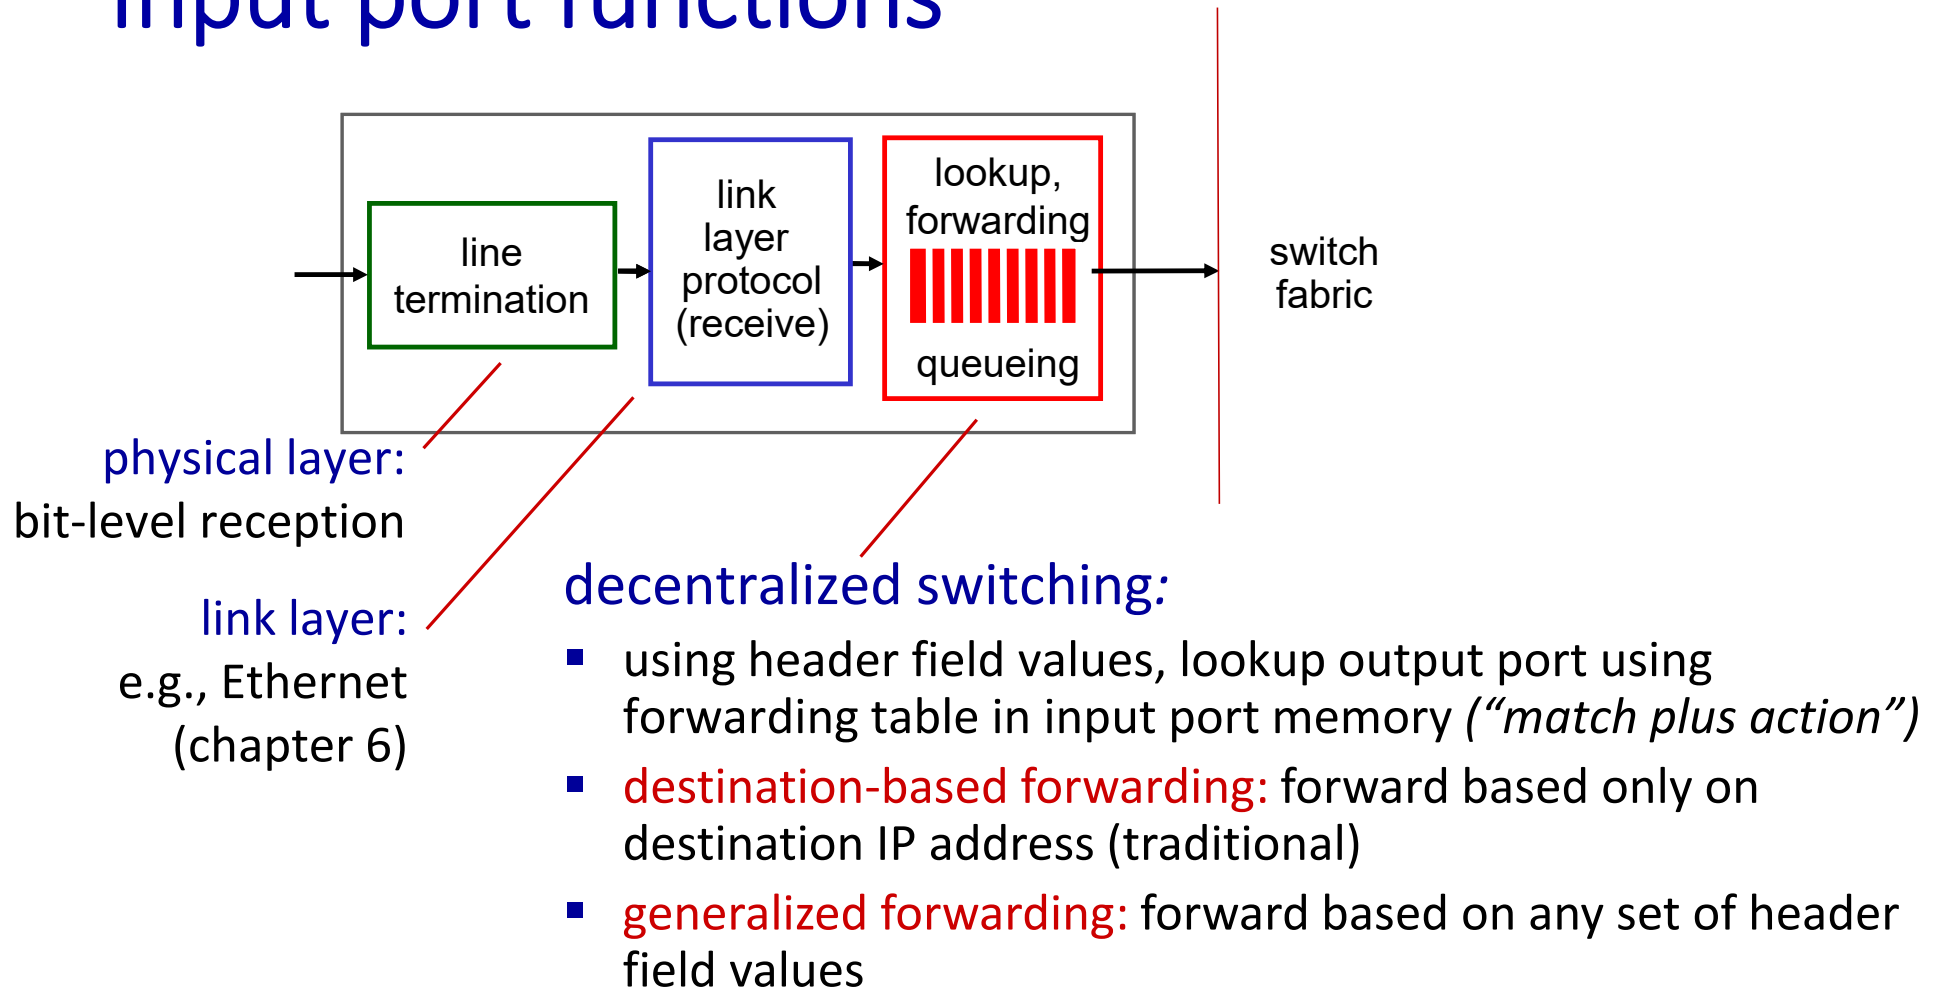 input port functions
line
termination
link
layer
protocol
(receive)
lookup,
forwarding
queueing
switch
fabric
physical layer:
bit-level reception
link layer:
e.g., Ethernet
(chapter 6)
decentralized switching:
using header field values, lookup output port using
forwarding table in input port memory (“match plus action”)
destination-based forwarding: forward based only on
destination IP address (traditional)
generalized forwarding: forward based on any set of header
field values